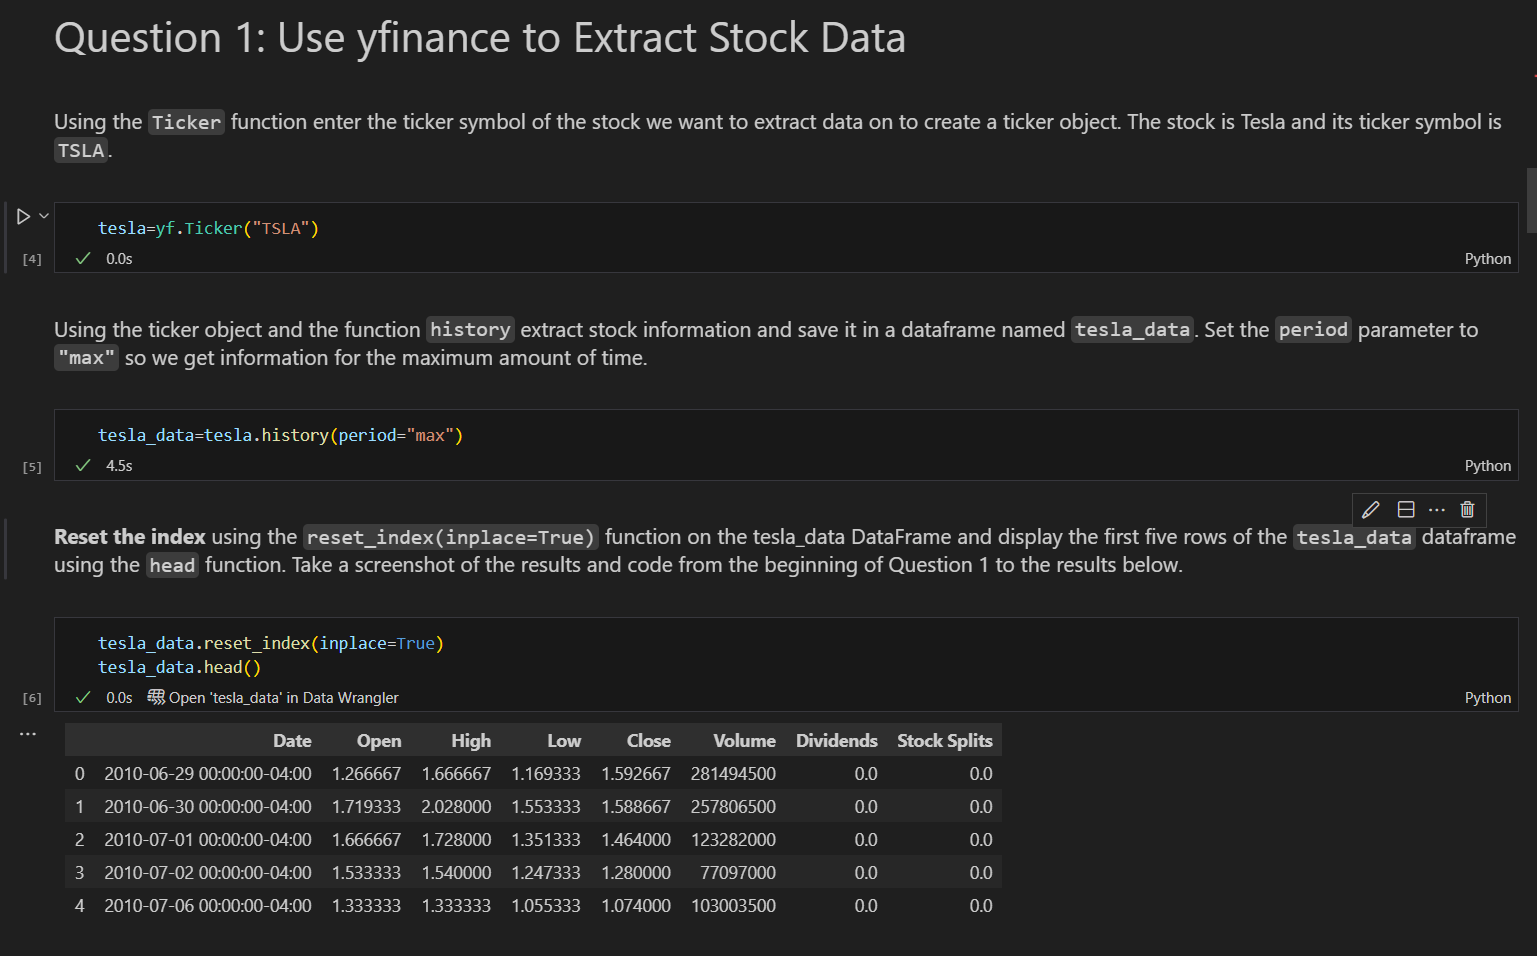 Question 1: Use yfinance to Extract Stock Data
Using the Ticker function enter the ticker symbol of the stock we want to extract data on to create a ticker object. The stock is Tesla and its ticker symbol is
TSLA.
tesla=yf.Ticker("TSLA")
[4] 0.0s Python
Using the ticker object and the function history extract stock information and save it in a dataframe named tesla_data. Set the period parameter to
"max" so we get information for the maximum amount of time.
tesla_data=tesla.history(period="max")
[5] 4.5s Python
Reset the index using the reset_index(inplace=True) function on the tesla_data DataFrame and display the first five rows of the tesla_data dataframe
using the head function. Take a screenshot of the results and code from the beginning of Question 1 to the results below.
tesla_data.reset_index(inplace=True)
tesla_data.head()
[6] 0.0s Open 'tesla_data' in Data Wrangler Python
Date Open High Low Close Volume Dividends Stock Splits
0 2010-06-29 00:00:00-04:00 1.266667 1.666667 1.169333 1.592667 281494500 0.0 0.0
1 2010-06-30 00:00:00-04:00 1.719333 2.028000 1.553333 1.588667 257806500 0.0 0.0
2 2010-07-01 00:00:00-04:00 1.666667 1.728000 1.351333 1.464000 123282000 0.0 0.0
3 2010-07-02 00:00:00-04:00 1.533333 1.540000 1.247333 1.280000 77097000 0.0 0.0
4 2010-07-06 00:00:00-04:00 1.333333 1.333333 1.055333 1.074000 103003500 0.0 0.0